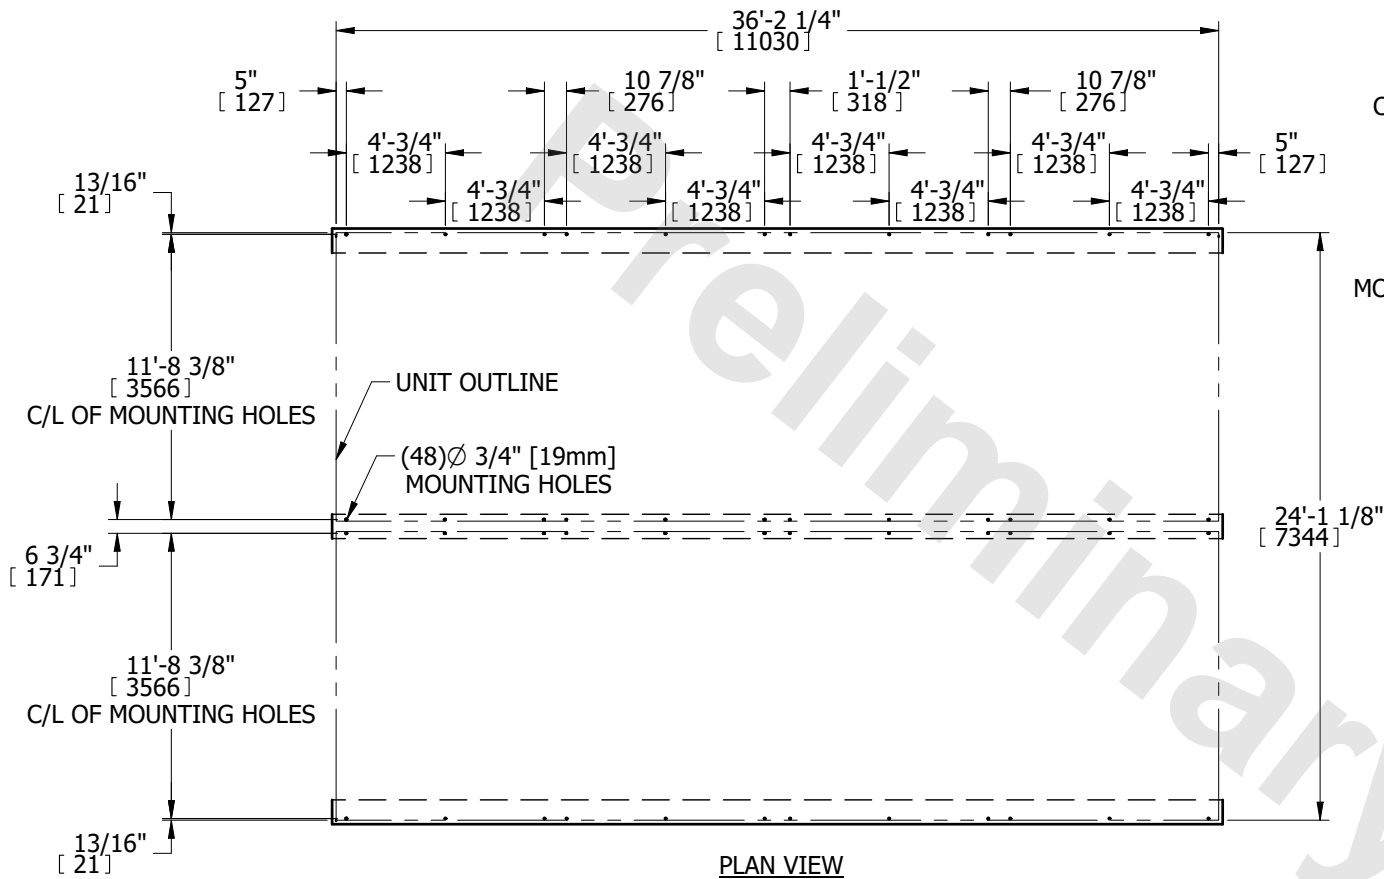 36'-2 1/4"
[ 11030 ]
5"
[ 127 ]
10 7/8"
[ 276 ]
1'-1/2"
[ 318 ]
10 7/8"
[ 276 ]
C
4'-3/4"
[ 1238 ]
4'-3/4"
[ 1238 ]
4'-3/4"
[ 1238 ]
4'-3/4"
[ 1238 ]
5"
[ 127 ]
13/16"
[ 21 ]
4'-3/4"
[ 1238 ]
4'-3/4"
[ 1238 ]
4'-3/4"
[ 1238 ]
4'-3/4"
[ 1238 ]
MO
11'-8 3/8"
[ 3566 ]
C/L OF MOUNTING HOLES
UNIT OUTLINE
(48)Ø 3/4" [19mm]
MOUNTING HOLES
6 3/4"
[ 171 ]
24'-1 1/8"
[ 7344 ]
11'-8 3/8"
[ 3566 ]
C/L OF MOUNTING HOLES
13/16"
[ 21 ]
PLAN VIEW
Preliminary